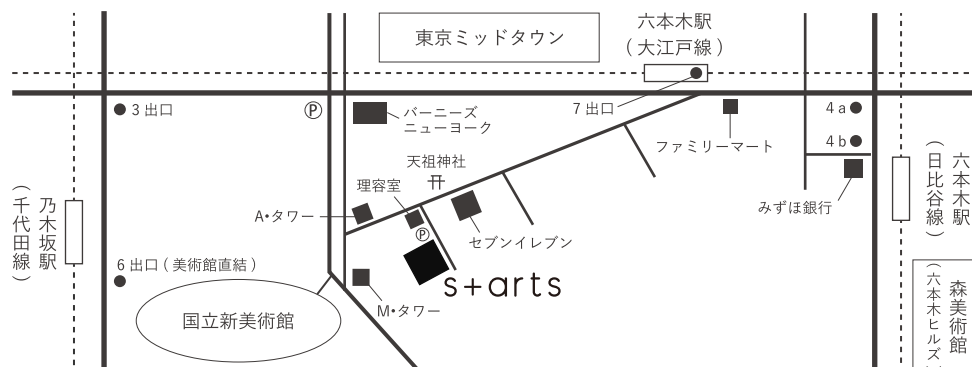 東京ミッドタウン
六本木駅
(大江戸線)
3 出口
Ⓟ
バーニーズ
ニューヨーク
7 出口
ファミリーマート
4 a
4 b
みずほ銀行
六本木駅
(日比谷線)
天祖神社
理容室
A・タワー
Ⓟ
セブンイレブン
s+arts
M・タワー
乃木坂駅
(千代田線)
6 出口 (美術館直結)
国立新美術館
森美術館
(六本木ヒルズ